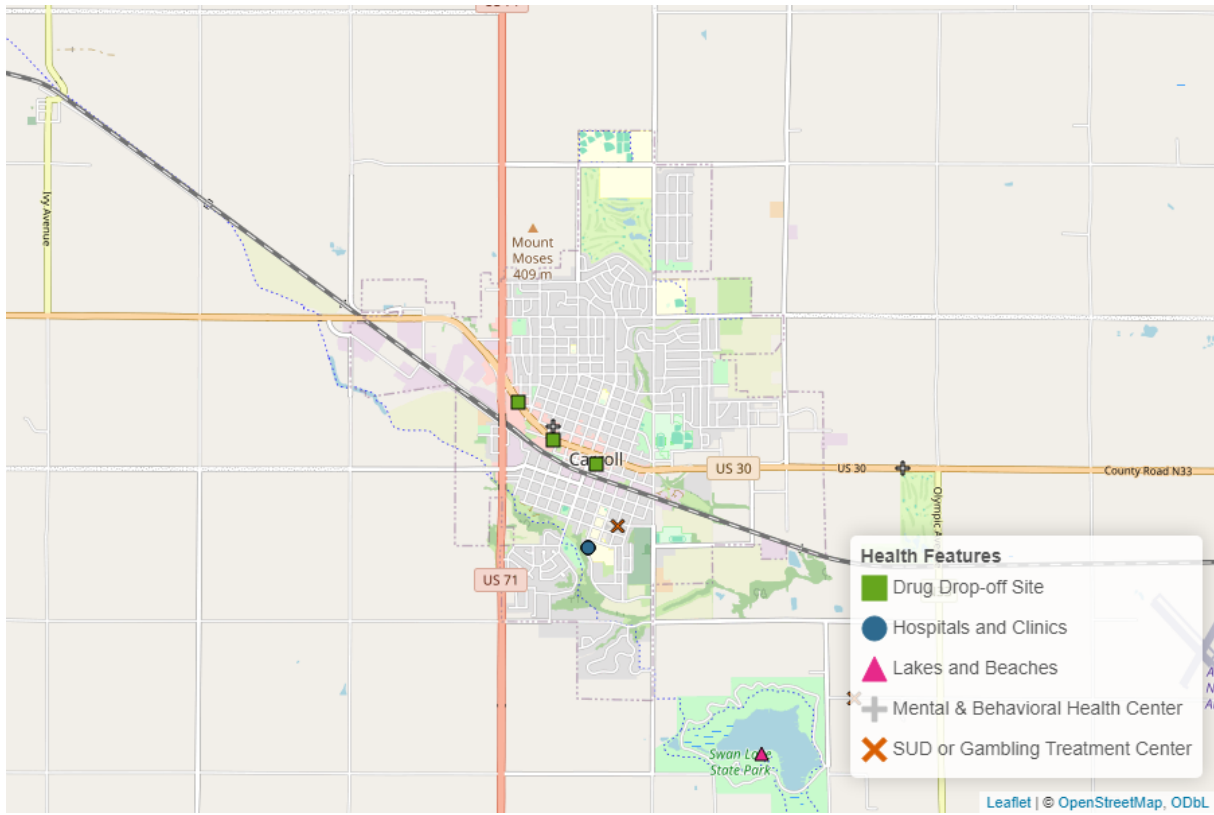 Ivy Avenue
Mount
Moses
409 m
US 30
US 30
County Road N33
US 71
Swan Lake
State Park
Health Features
Drug Drop-off Site
Hospitals and Clinics
Lakes and Beaches
Mental & Behavioral Health Center
SUD or Gambling Treatment Center
Leaflet | © OpenStreetMap, ODbL